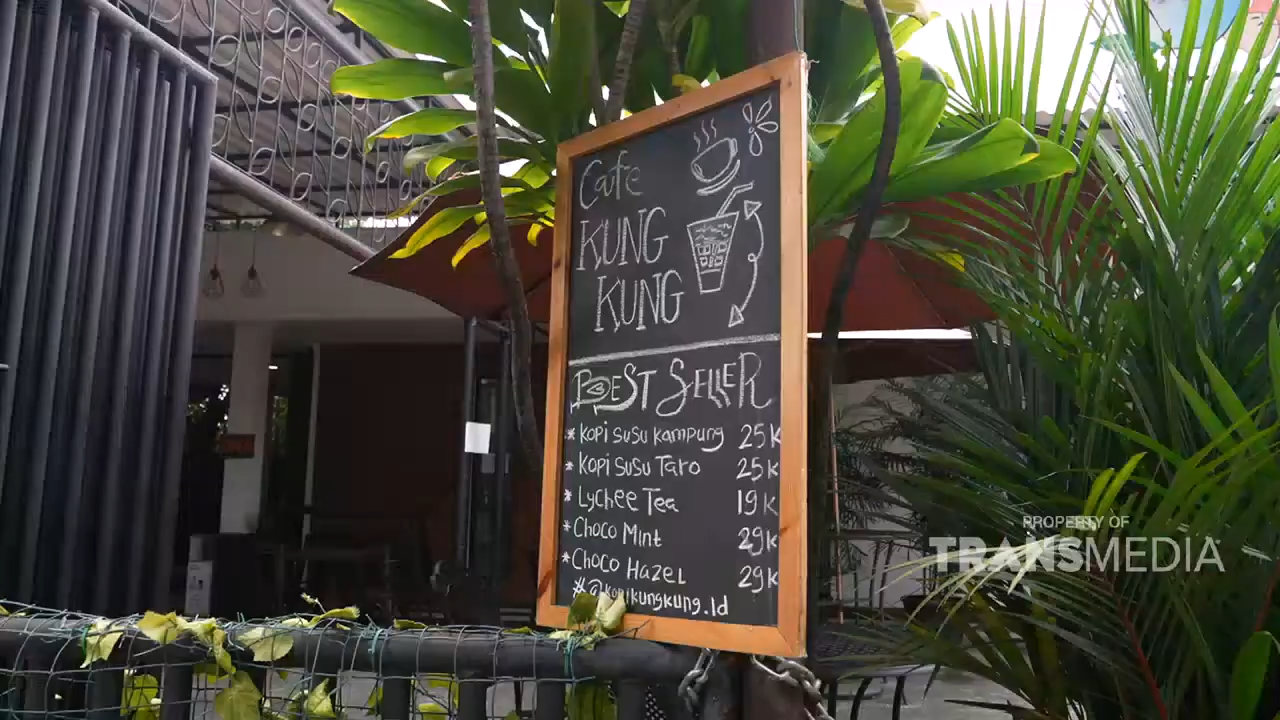 Cafe
KUNG
KUNG
BEST SELLER
* Kopi susu Kampung 25K
* Kopi susu Taro 25K
* Lychee Tea 19K
* Choco Mint 29K
* Choco Hazel 29K
#@kopikungkung.id
PROPERTY OF
TRANSMEDIA